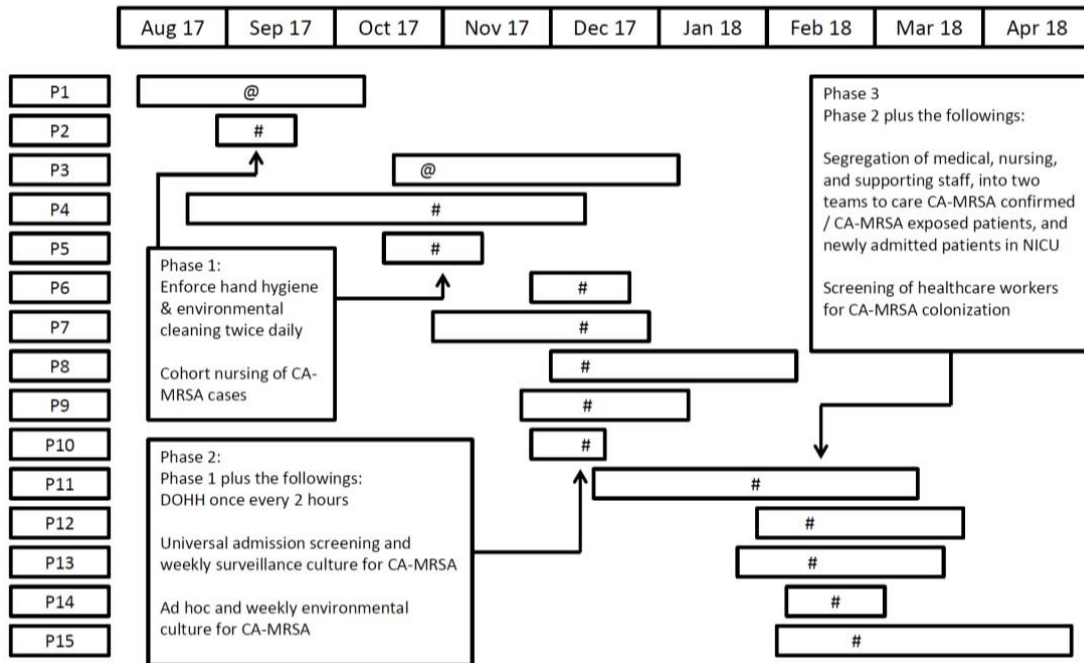 Aug 17 Sep 17 Oct 17 Nov 17 Dec 17 Jan 18 Feb 18 Mar 18 Apr 18
P1 @
P2 #
P3 @
P4 #
P5 #
P6 #
P7 #
P8 #
P9 #
P10 #
P11 #
P12 #
P13 #
P14 #
P15 #
Phase 1:
Enforce hand hygiene
& environmental
cleaning twice daily
Cohort nursing of CA-
MRSA cases
Phase 2:
Phase 1 plus the followings:
DOHH once every 2 hours
Universal admission screening and
weekly surveillance culture for CA-MRSA
Ad hoc and weekly environmental
culture for CA-MRSA
Phase 3
Phase 2 plus the followings:
Segregation of medical, nursing,
and supporting staff, into two
teams to care CA-MRSA confirmed
/ CA-MRSA exposed patients, and
newly admitted patients in NICU
Screening of healthcare workers
for CA-MRSA colonization